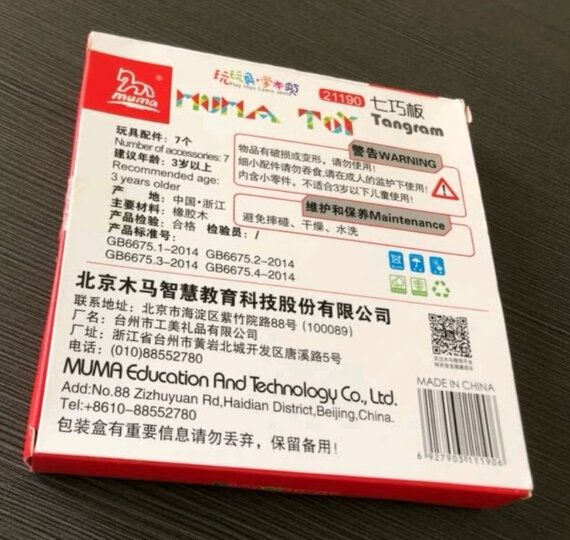 muma
玩玩具·学本领
Play toys Learn skills
MUMA TOY
21190 七巧板
Tangram
玩具配件：7个
Number of accessories: 7
建议年龄：3岁以上
Recommended age:
3 years older
产 地：中国·浙江
主要材料：橡胶木
产品检验：合格 检验员：/
产品标准号：
GB6675.1-2014 GB6675.2-2014
GB6675.3-2014 GB6675.4-2014
警告WARNING
物品有破损或变形，请勿使用！
细小配件请勿吞食,请在成人的监护下使用！
内含小零件，不适合3岁以下儿童使用！
维护和保养Maintenance
避免摔碰、干燥、水洗
北京木马智慧教育科技股份有限公司
联系地址：北京市海淀区紫竹院路88号 (100089)
厂名：台州市工美礼品有限公司
厂址：浙江省台州市黄岩北城开发区唐溪路5号
电话：(010)88552780
MUMA Education And Technology Co., Ltd.
Add:No.88 Zizhuyuan Rd,Haidian District,Beijing,China.
Tel:+8610-88552780
包装盒有重要信息请勿丢弃，保留备用！
MADE IN CHINA
6 927903 111906